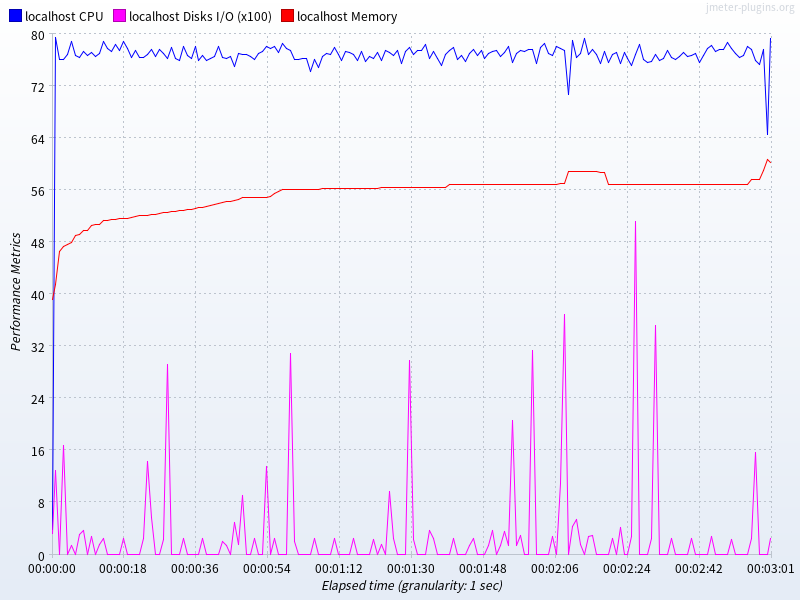 localhost CPU localhost Disks I/O (x100) localhost Memory
jmeter-plugins.org
80
72
64
56
48
40
32
24
16
8
0
Performance Metrics
00:00:00 00:00:18 00:00:36 00:00:54 00:01:12 00:01:30 00:01:48 00:02:06 00:02:24 00:02:42 00:03:01
Elapsed time (granularity: 1 sec)